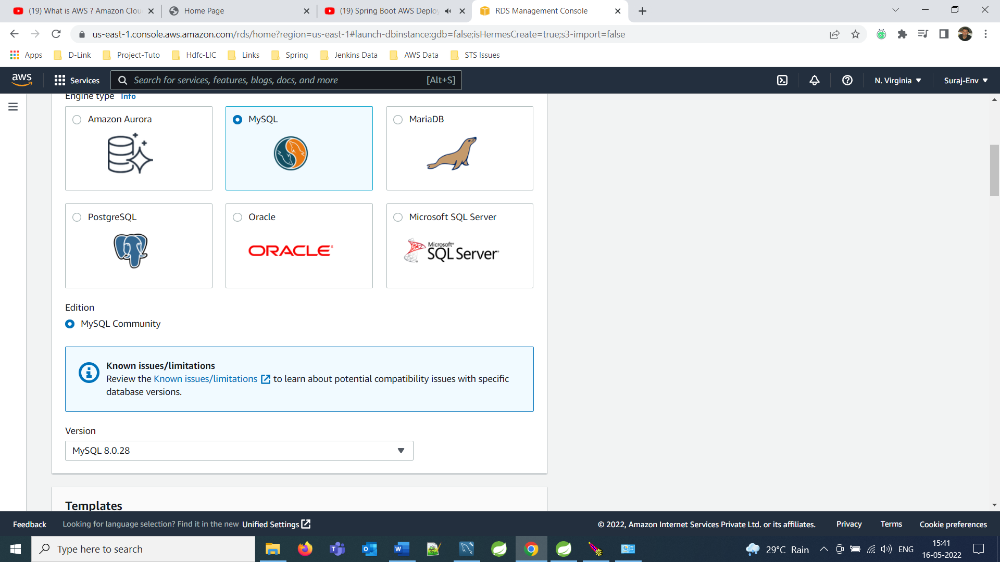 (19) What is AWS ? Amazon Clou
Home Page
(19) Spring Boot AWS Deploy
RDS Management Console
us-east-1.console.aws.amazon.com/rds/home?region=us-east-1#launch-dbinstance:gdb=false;isHermesCreate=true;s3-import=false
Apps
D-Link
Project-Tuto
Hdfc-LIC
Links
Spring
Jenkins Data
AWS Data
STS Issues
aws
Services
Search for services, features, blogs, docs, and more
[Alt+S]
N. Virginia
Suraj-Env
Engine type Info
Amazon Aurora
MySQL
MariaDB
PostgreSQL
Oracle
Microsoft SQL Server
ORACLE
Microsoft®
SQL Server
Edition
MySQL Community
Known issues/limitations
Review the Known issues/limitations to learn about potential compatibility issues with specific
database versions.
Version
MySQL 8.0.28
Templates
Feedback
Looking for language selection? Find it in the new Unified Settings
© 2022, Amazon Internet Services Private Ltd. or its affiliates.
Privacy
Terms
Cookie preferences
Type here to search
29°C Rain
ENG
15:41
16-05-2022